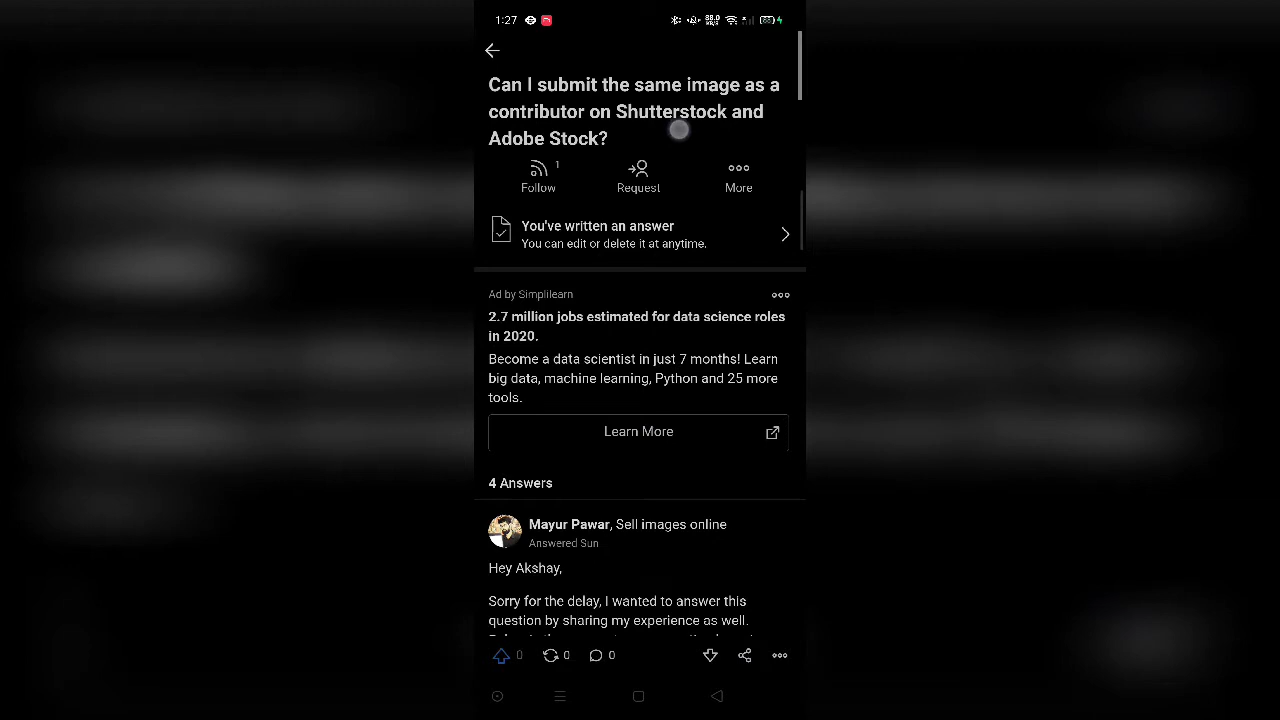 1:27
Can I submit the same image as a
contributor on Shutterstock and
Adobe Stock?
1
Follow
Request
More
You've written an answer
You can edit or delete it at anytime.
Ad by Simplilearn
2.7 million jobs estimated for data science roles
in 2020.
Become a data scientist in just 7 months! Learn
big data, machine learning, Python and 25 more
tools.
Learn More
4 Answers
Mayur Pawar, Sell images online
Answered Sun
Hey Akshay,
Sorry for the delay, I wanted to answer this
question by sharing my experience as well.
0
0
0